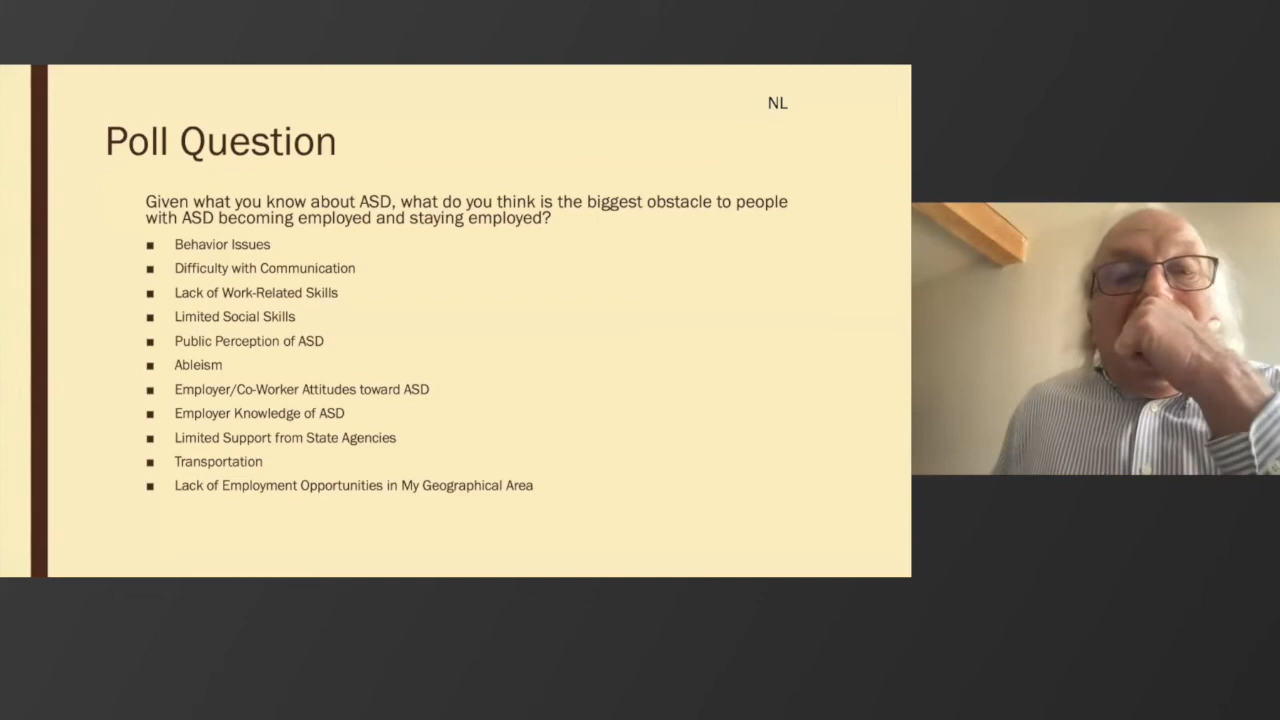 NL
Poll Question
Given what you know about ASD, what do you think is the biggest obstacle to people
with ASD becoming employed and staying employed?
■ Behavior Issues
■ Difficulty with Communication
■ Lack of Work-Related Skills
■ Limited Social Skills
■ Public Perception of ASD
■ Ableism
■ Employer/Co-Worker Attitudes toward ASD
■ Employer Knowledge of ASD
■ Limited Support from State Agencies
■ Transportation
■ Lack of Employment Opportunities in My Geographical Area